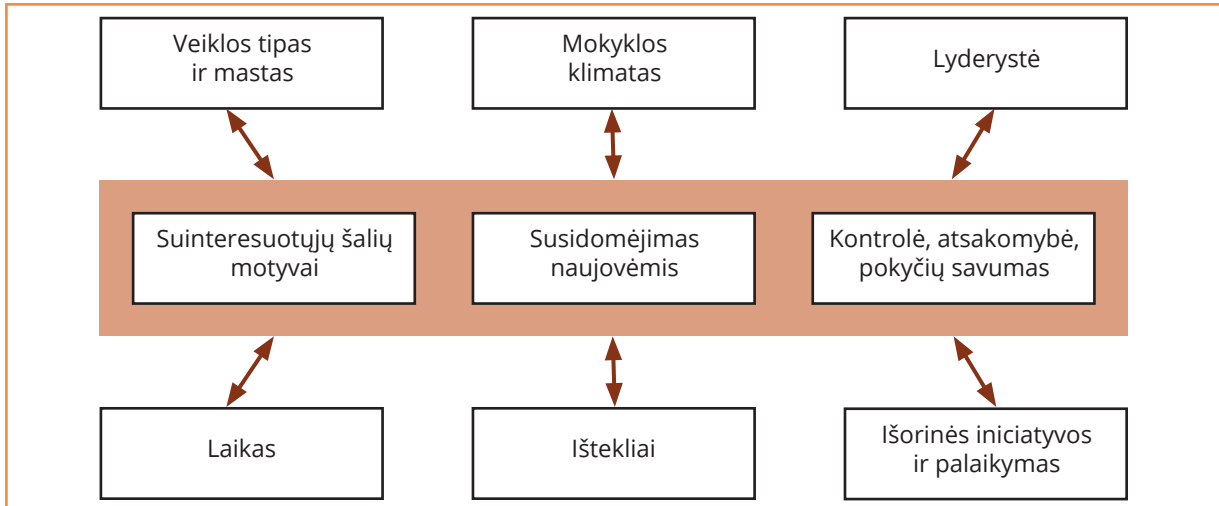 Veiklos tipas
ir mastas
Mokyklos
klimatas
Lyderystė
Suinteresuotųjų šalių
motyvai
Susidomėjimas
naujovėmis
Kontrolė, atsakomybė,
pokyčių savumas
Laikas
Ištekliai
Išorinės iniciatyvos
ir palaikymas